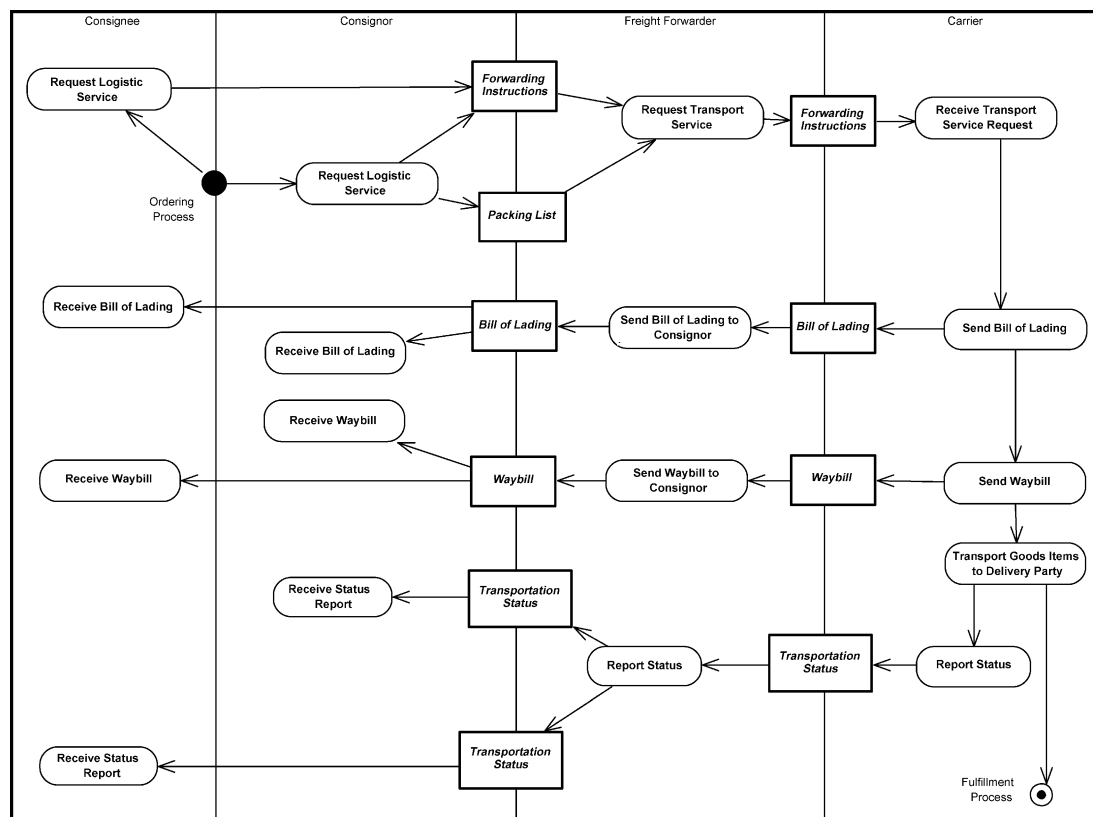 Consignee
Consignor
Freight Forwarder
Carrier
Request Logistic
Service
Forwarding
Instructions
Request Transport
Service
Forwarding
Instructions
Receive Transport
Service Request
Ordering
Process
Request Logistic
Service
Packing List
Receive Bill of Lading
Bill of Lading
Send Bill of Lading to
Consignor
Bill of Lading
Send Bill of Lading
Receive Bill of Lading
Receive Waybill
Receive Waybill
Waybill
Send Waybill to
Consignor
Waybill
Send Waybill
Transport Goods Items
to Delivery Party
Receive Status
Report
Transportation
Status
Report Status
Transportation
Status
Report Status
Receive Status
Report
Transportation
Status
Fulfillment
Process